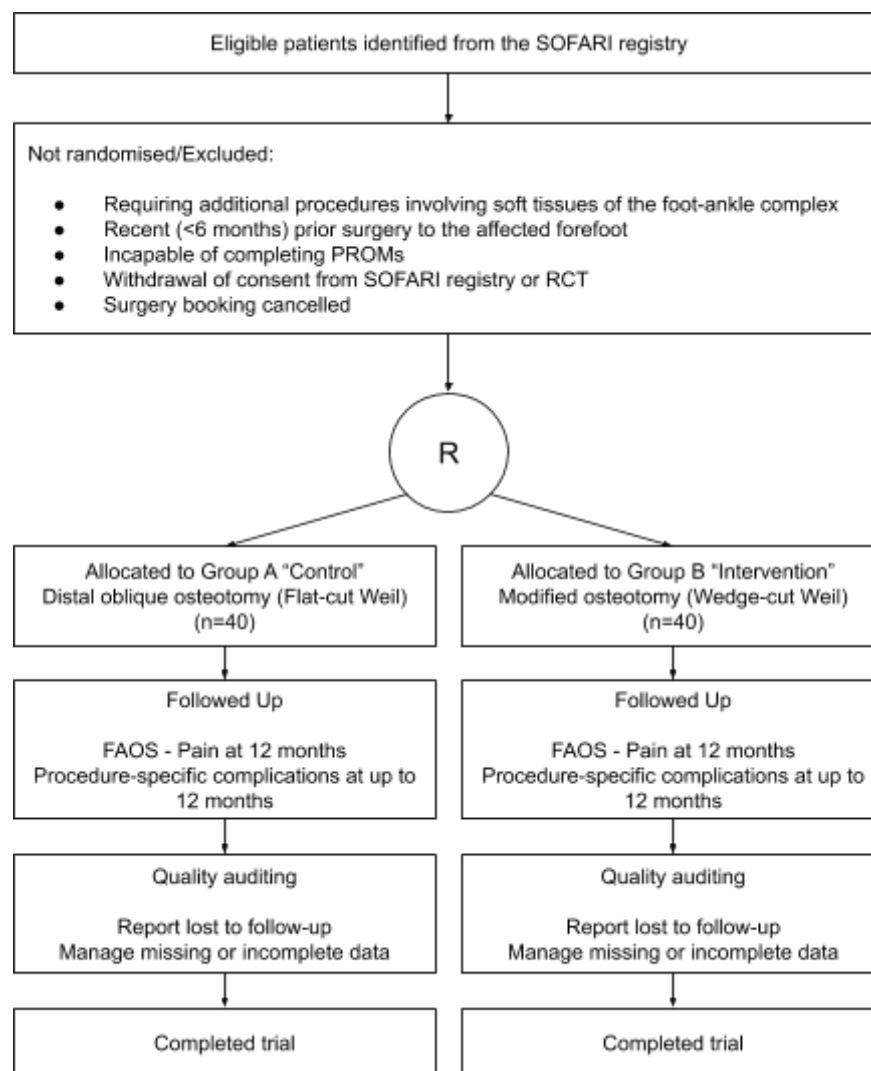 Eligible patients identified from the SOFARI registry
Not randomised/Excluded:
● Requiring additional procedures involving soft tissues of the foot-ankle complex
● Recent (<6 months) prior surgery to the affected forefoot
● Incapable of completing PROMs
● Withdrawal of consent from SOFARI registry or RCT
● Surgery booking cancelled
R
Allocated to Group A “Control”
Distal oblique osteotomy (Flat-cut Weil)
(n=40)
Allocated to Group B “Intervention”
Modified osteotomy (Wedge-cut Weil)
(n=40)
Followed Up
FAOS - Pain at 12 months
Procedure-specific complications at up to
12 months
Followed Up
FAOS - Pain at 12 months
Procedure-specific complications at up to
12 months
Quality auditing
Report lost to follow-up
Manage missing or incomplete data
Quality auditing
Report lost to follow-up
Manage missing or incomplete data
Completed trial
Completed trial